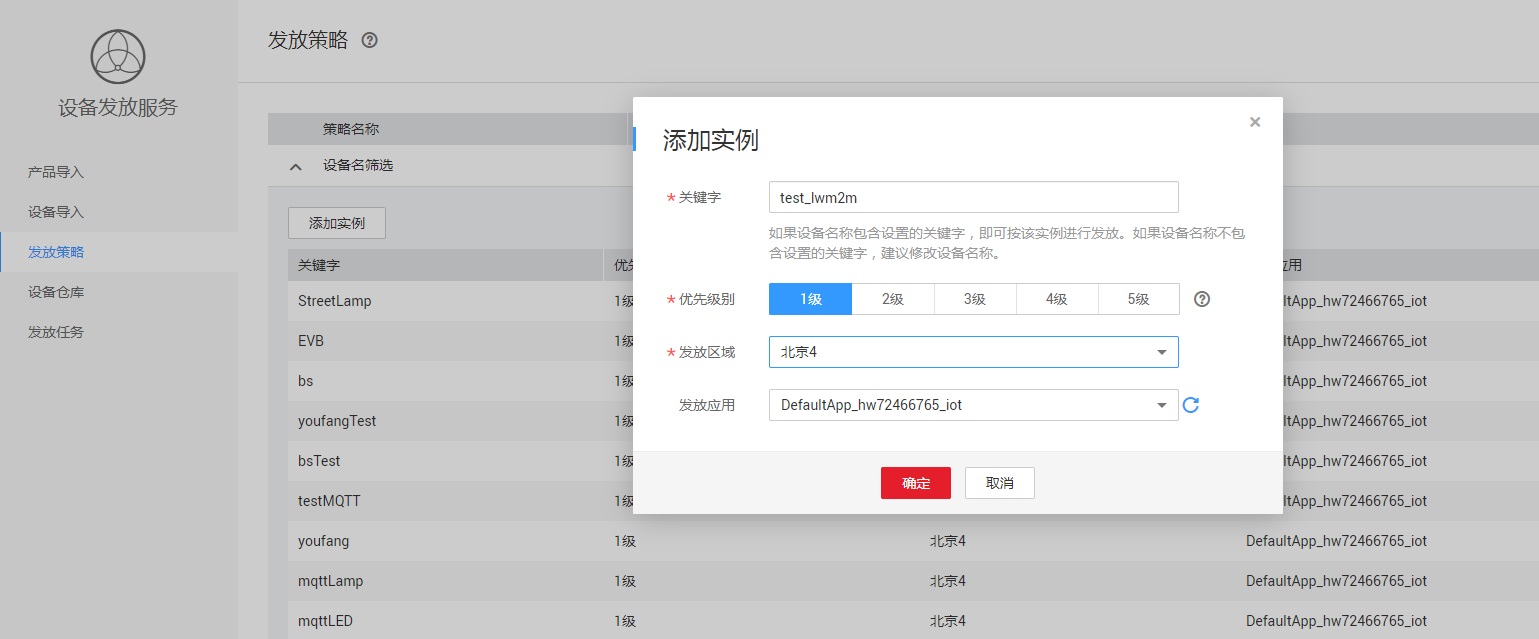 设备发放服务
产品导入
设备导入
发放策略
设备仓库
发放任务
发放策略 ?
策略名称
设备名筛选
添加实例
关键字 优先
应用
StreetLamp 1级 ltApp_hw72466765_iot
EVB 1级 ltApp_hw72466765_iot
bs 1级 ltApp_hw72466765_iot
youfangTest 1级 ltApp_hw72466765_iot
bsTest 1级 ltApp_hw72466765_iot
testMQTT 1级 ltApp_hw72466765_iot
youfang 1级 北京4 DefaultApp_hw72466765_iot
mqttLamp 1级 北京4 DefaultApp_hw72466765_iot
mqttLED 1级 北京4 DefaultApp_hw72466765_iot
添加实例 ×
* 关键字 test_lwm2m
如果设备名称包含设置的关键字，即可按该实例进行发放。如果设备名称不包
含设置的关键字，建议修改设备名称。
* 优先级别 1级 2级 3级 4级 5级 ?
* 发放区域 北京4
发放应用 DefaultApp_hw72466765_iot
确定 取消